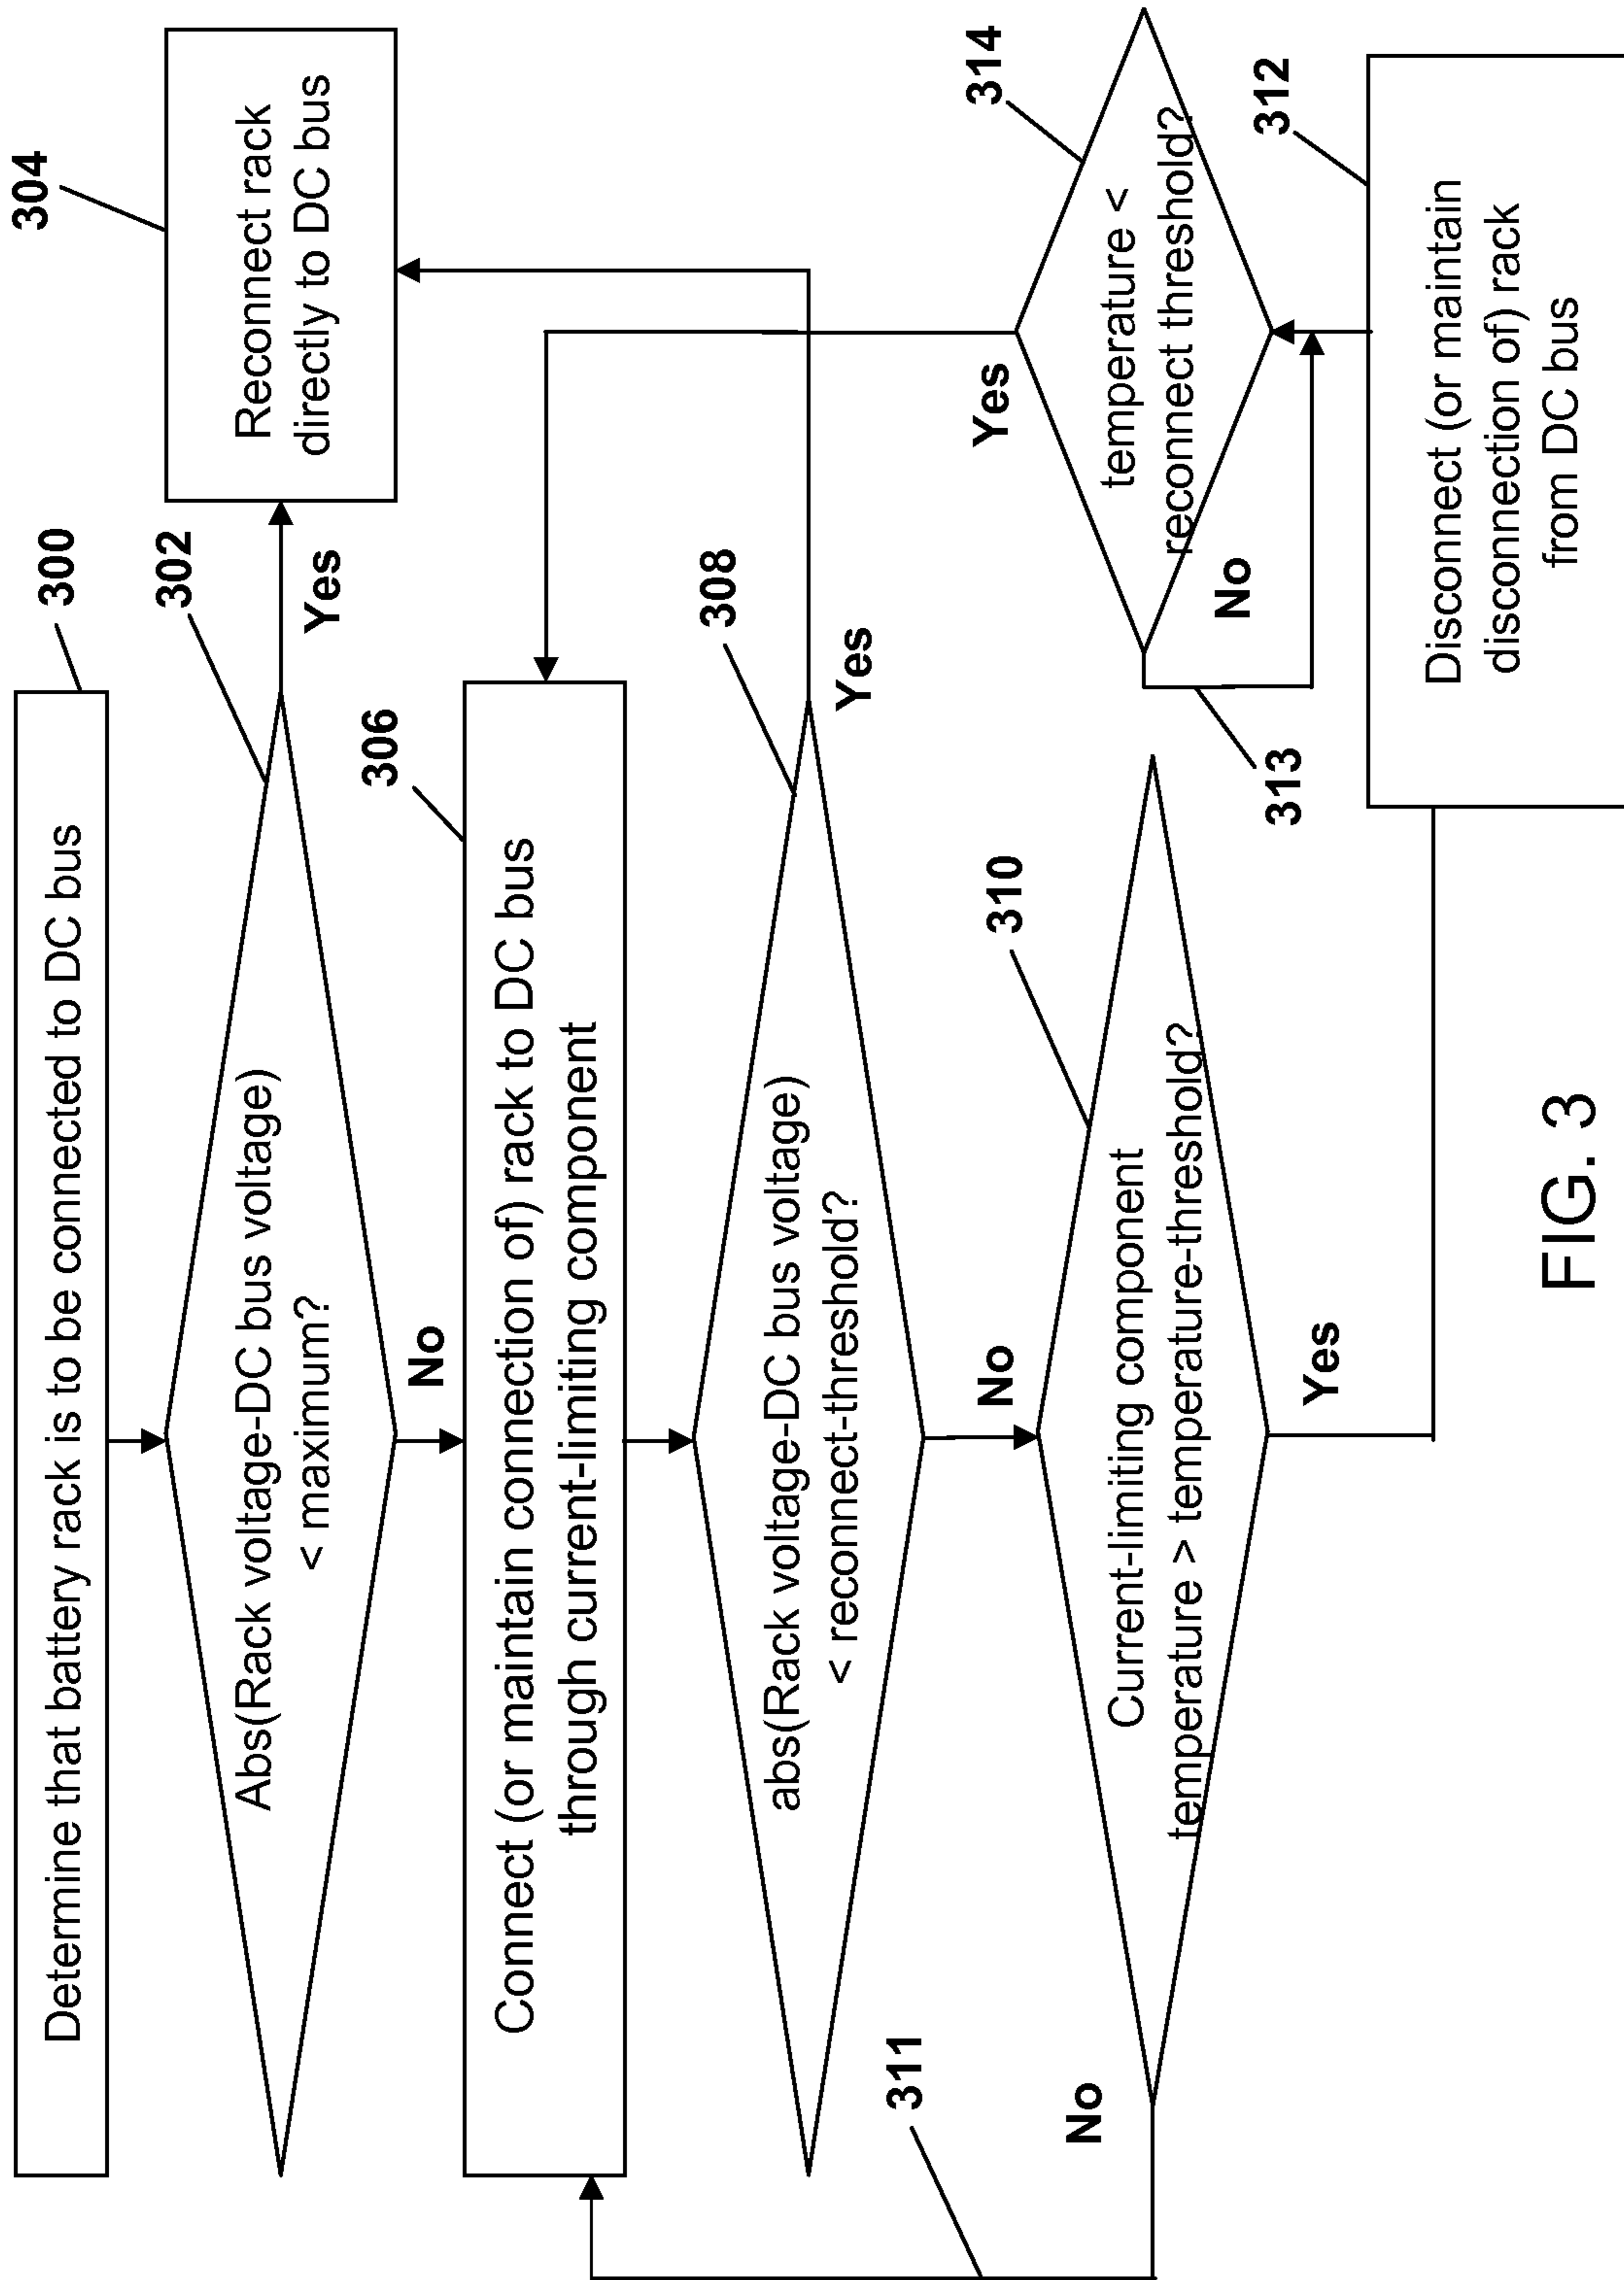 300
Determine that battery rack is to be connected to DC bus
302
Abs(Rack voltage-DC bus voltage)
< maximum?
Yes
304
Reconnect rack
directly to DC bus
No
306
Connect (or maintain connection of) rack to DC bus
through current-limiting component
308
abs(Rack voltage-DC bus voltage)
< reconnect-threshold?
Yes
No
310
Current-limiting component
temperature > temperature-threshold?
No
311
Yes
314
temperature <
reconnect threshold?
Yes
No
313
312
Disconnect (or maintain
disconnection of) rack
from DC bus
FIG. 3